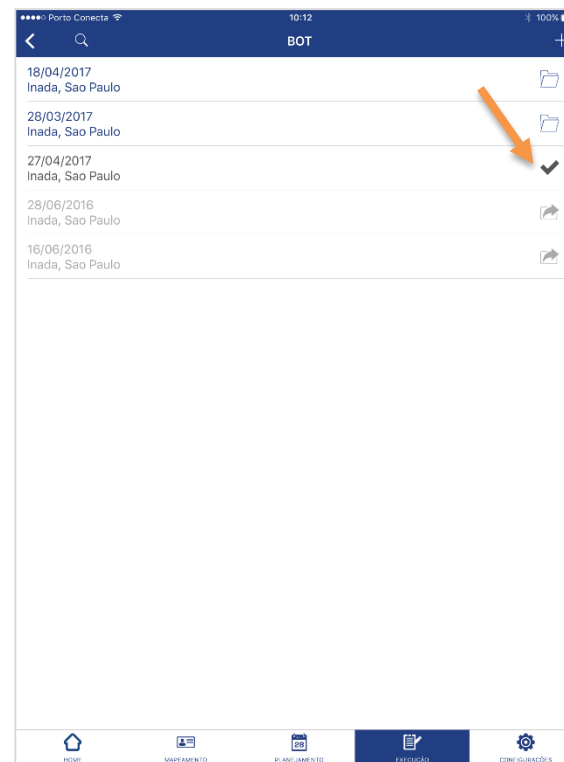 Porto Conecta 10:12 100%
BOT
18/04/2017
Inada, Sao Paulo
28/03/2017
Inada, Sao Paulo
27/04/2017
Inada, Sao Paulo
28/06/2016
Inada, Sao Paulo
16/06/2016
Inada, Sao Paulo
28
HOME MAPEAMENTO PLANEJAMENTO EXECUÇÃO CONFIGURAÇÕES